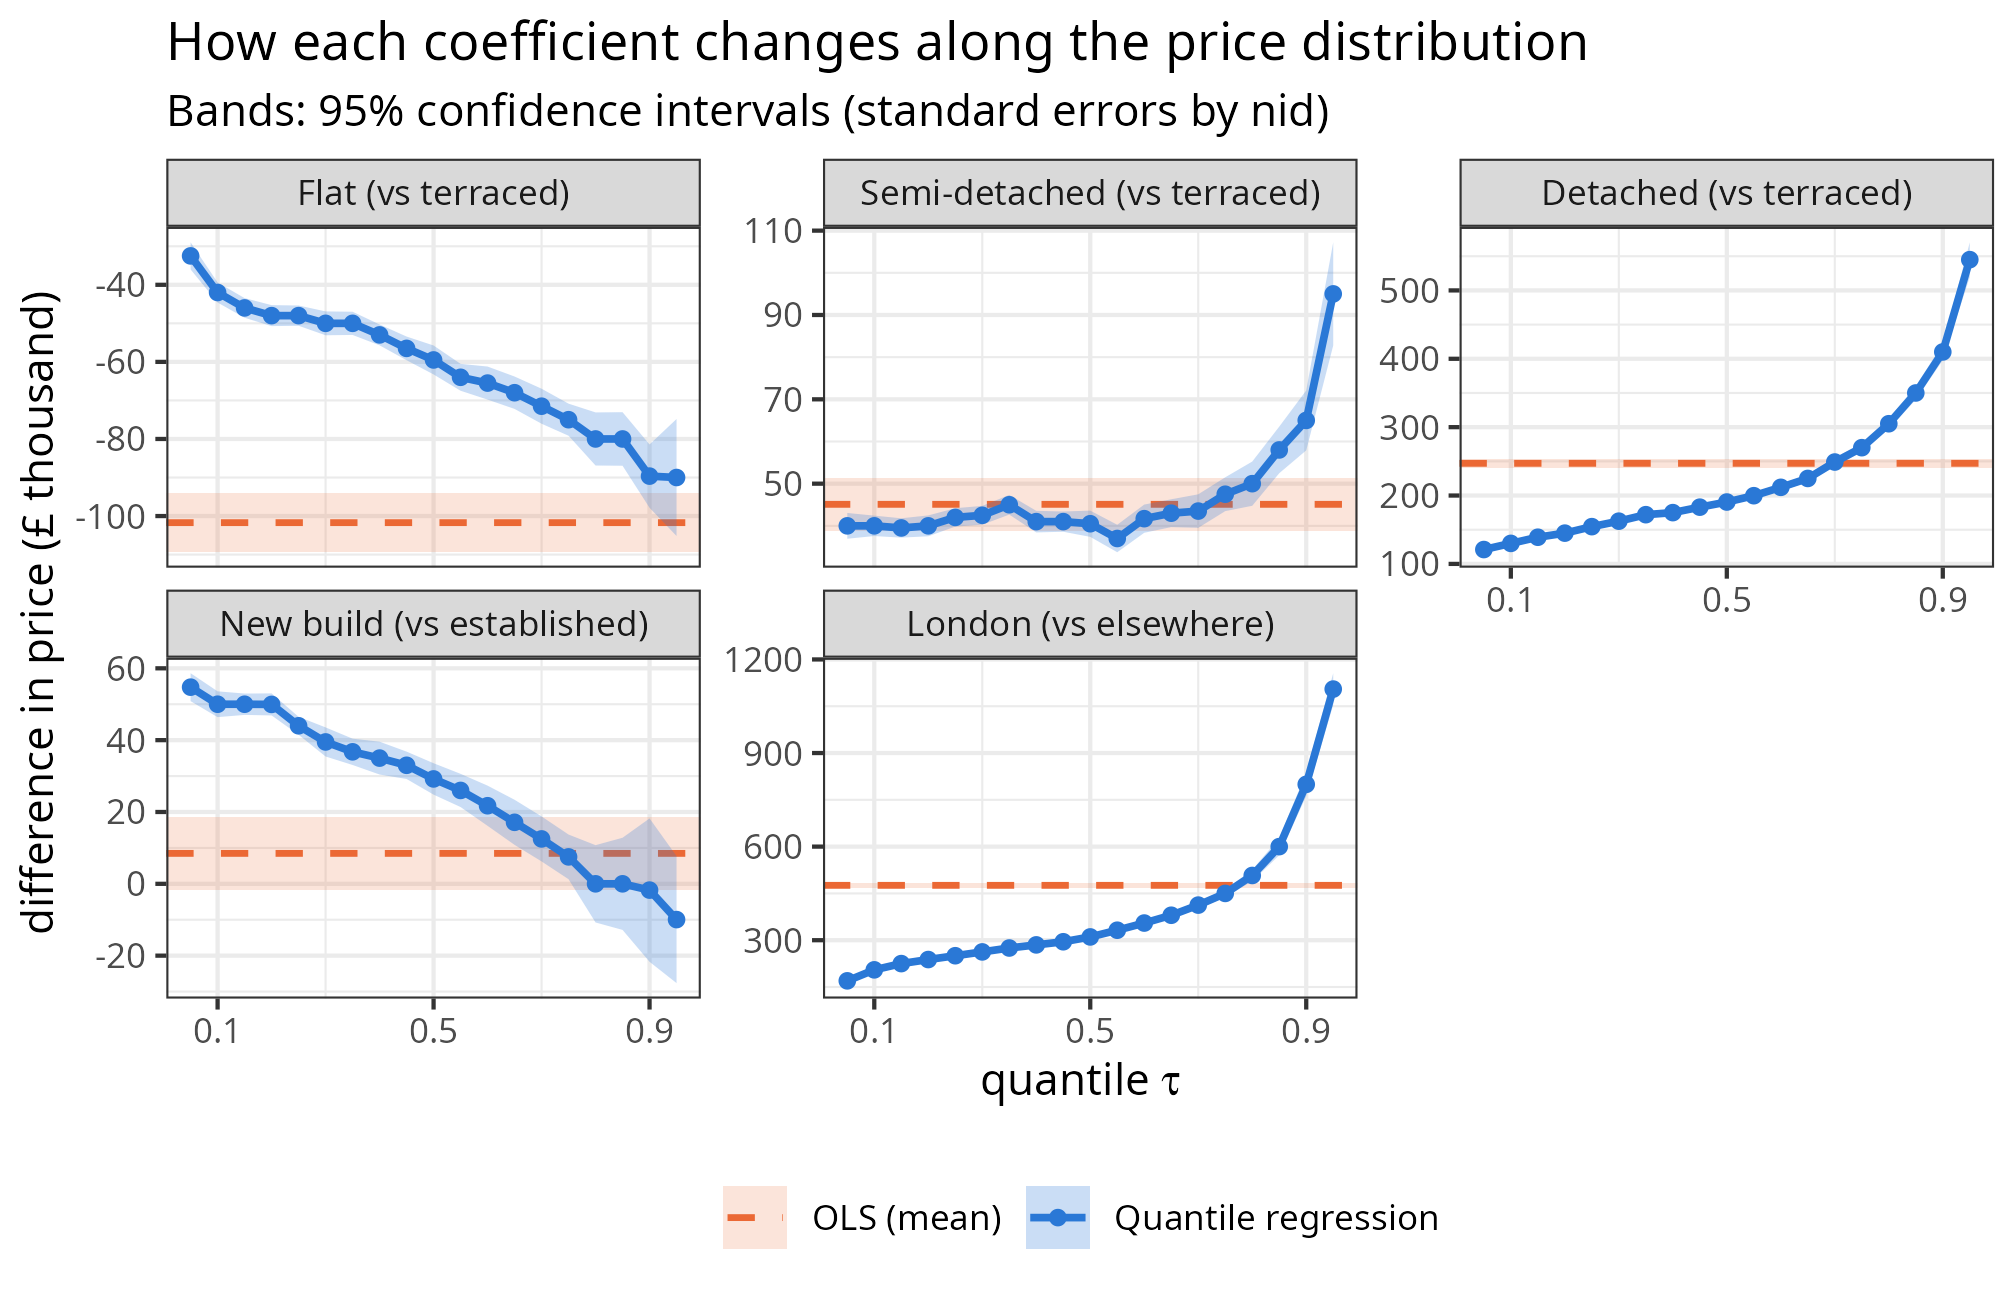 How each coefficient changes along the price distribution
Bands: 95% confidence intervals (standard errors by nid)
difference in price (£ thousand)
Flat (vs terraced)
-40
-60
-80
-100
Semi-detached (vs terraced)
110
90
70
50
Detached (vs terraced)
500
400
300
200
100
0.1 0.5 0.9
New build (vs established)
60
40
20
0
-20
0.1 0.5 0.9
London (vs elsewhere)
1200
900
600
300
0.1 0.5 0.9
quantile τ
OLS (mean) Quantile regression